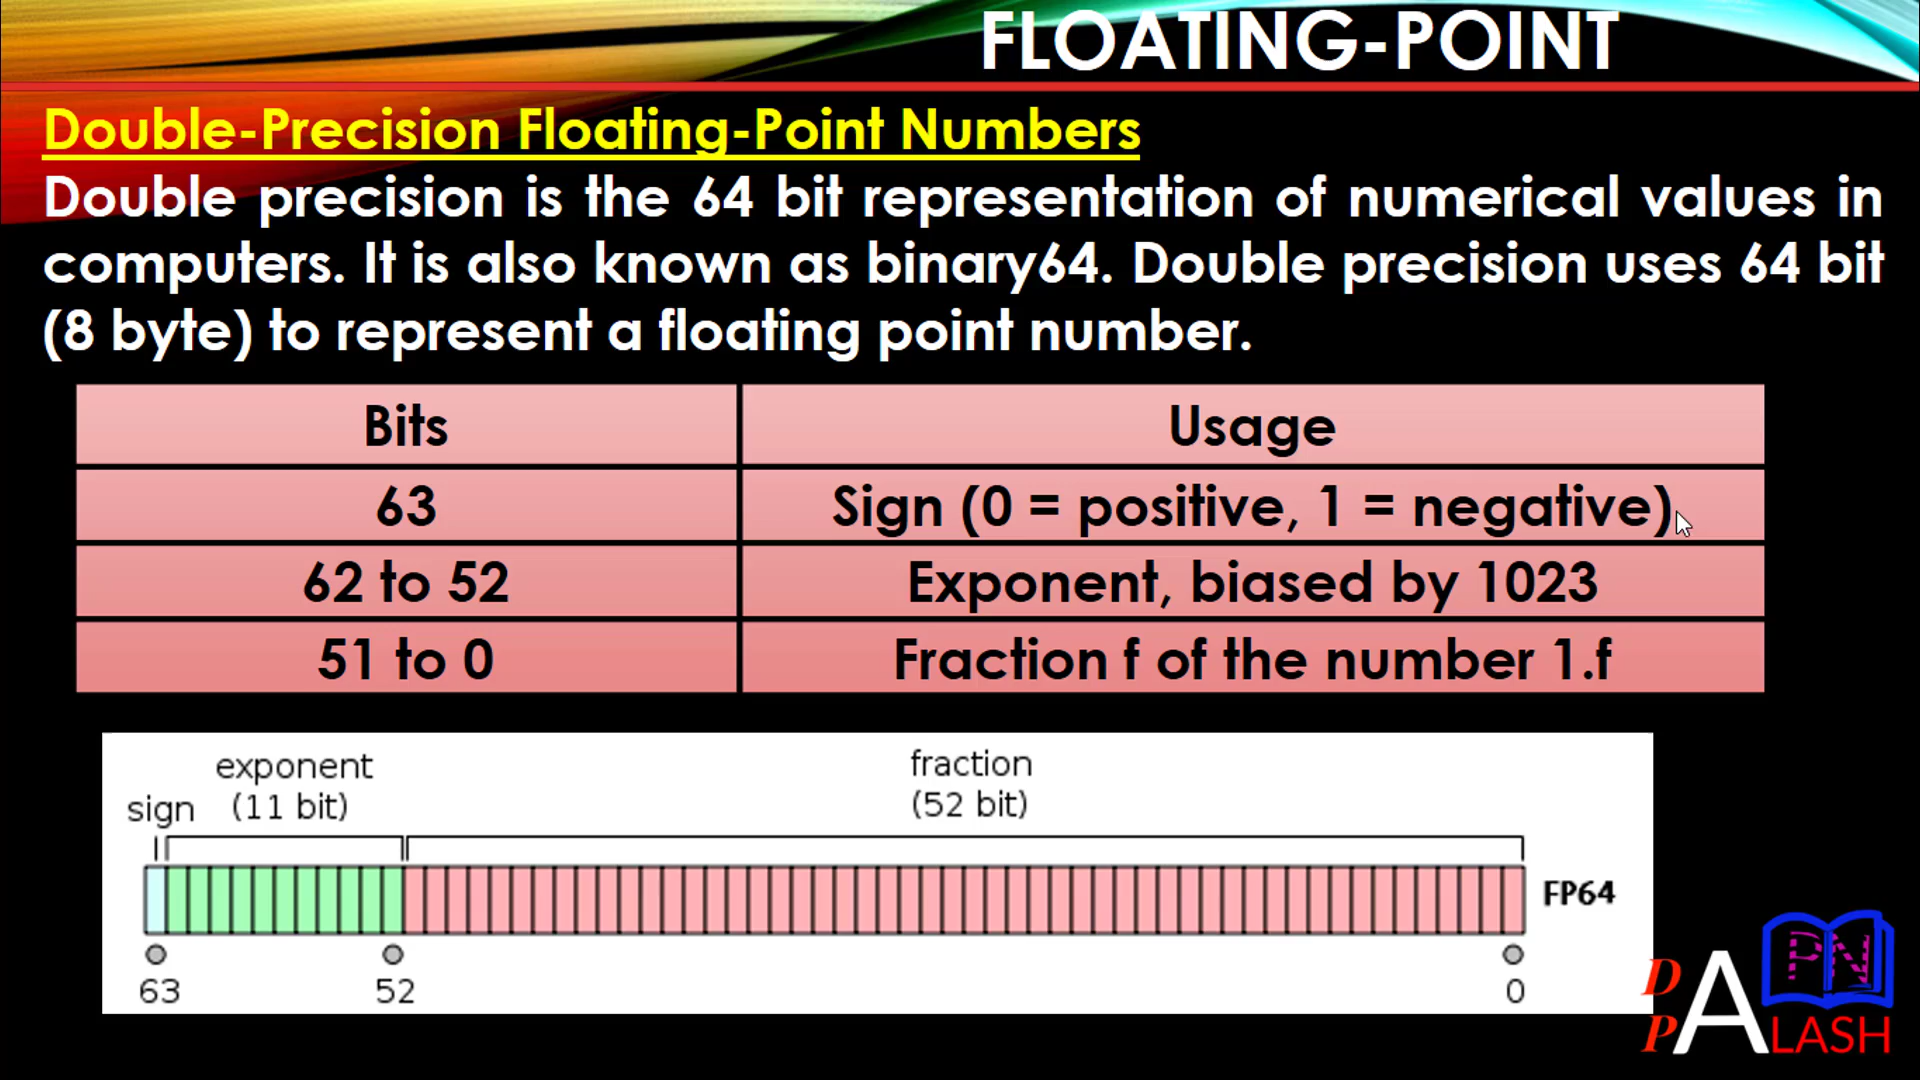 FLOATING-POINT
Double-Precision Floating-Point Numbers
Double precision is the 64 bit representation of numerical values in
computers. It is also known as binary64. Double precision uses 64 bit
(8 byte) to represent a floating point number.
Bits Usage
63 Sign (0 = positive, 1 = negative)
62 to 52 Exponent, biased by 1023
51 to 0 Fraction f of the number 1.f
sign
exponent
(11 bit)
fraction
(52 bit)
FP64
63 52 0
D
P
A
LASH
PN